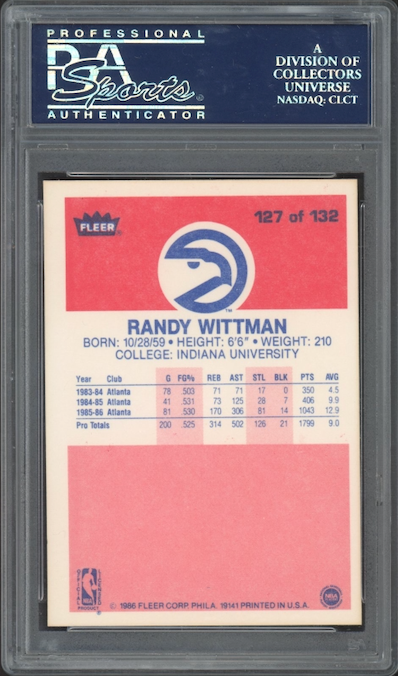 PROFESSIONAL
PSA
Sports
AUTHENTICATOR
A
DIVISION OF
COLLECTORS
UNIVERSE
NASDAQ: CLCT
FLEER
127 of 132
TM
RANDY WITTMAN
BORN: 10/28/59 • HEIGHT: 6'6" • WEIGHT: 210
COLLEGE: INDIANA UNIVERSITY
Year Club G FG% REB AST STL BLK PTS AVG
1983-84 Atlanta 78 .503 71 71 17 0 350 4.5
1984-85 Atlanta 41 .531 73 125 28 7 406 9.9
1985-86 Atlanta 81 .530 170 306 81 14 1043 12.9
Pro Totals 200 .525 314 502 126 21 1799 9.0
NBA
PRODUCT
NBA
© 1986 FLEER CORP. PHILA. 19141 PRINTED IN U.S.A.